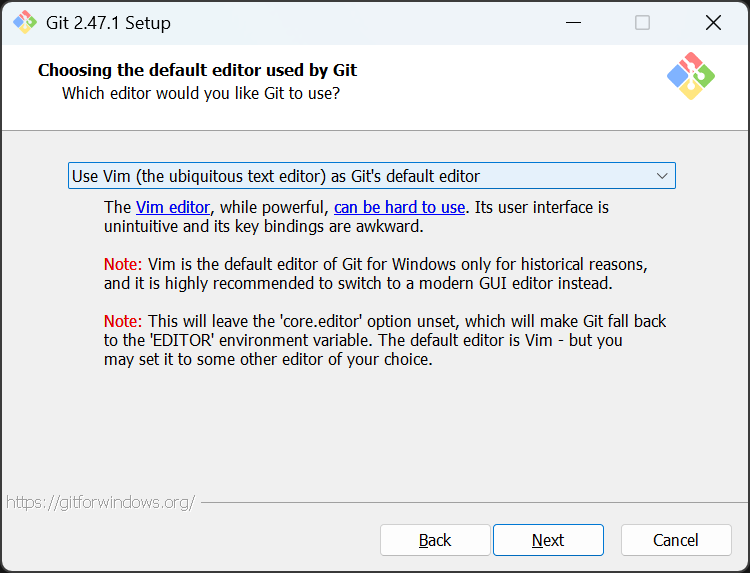 Git 2.47.1 Setup
Choosing the default editor used by Git
Which editor would you like Git to use?
Use Vim (the ubiquitous text editor) as Git's default editor
The Vim editor, while powerful, can be hard to use. Its user interface is
unintuitive and its key bindings are awkward.
Note: Vim is the default editor of Git for Windows only for historical reasons,
and it is highly recommended to switch to a modern GUI editor instead.
Note: This will leave the 'core.editor' option unset, which will make Git fall back
to the 'EDITOR' environment variable. The default editor is Vim - but you
may set it to some other editor of your choice.
https://gitforwindows.org/
Back Next Cancel